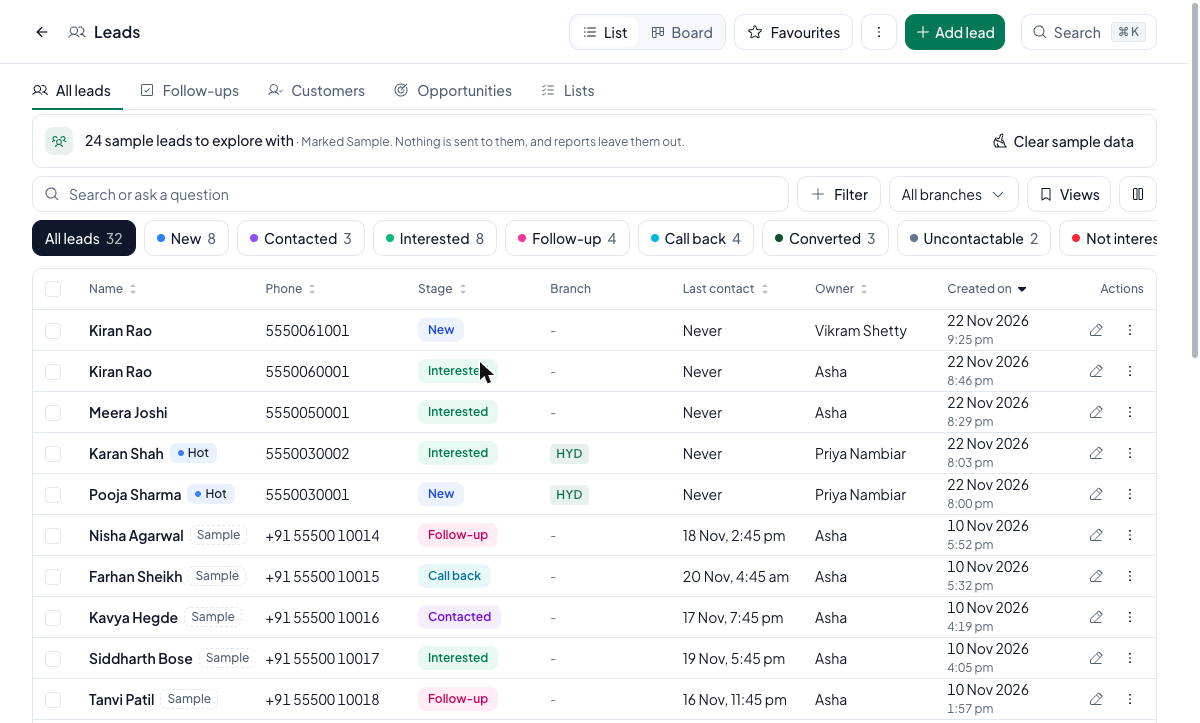 Leads
List Board Favourites Add lead Search ⌘ K
All leads Follow-ups Customers Opportunities Lists
24 sample leads to explore with · Marked Sample. Nothing is sent to them, and reports leave them out. Clear sample data
Search or ask a question Filter All branches Views
All leads 32 New 8 Contacted 3 Interested 8 Follow-up 4 Call back 4 Converted 3 Uncontactable 2 Not interes
Name Phone Stage Branch Last contact Owner Created on Actions
Kiran Rao 5550061001 New - Never Vikram Shetty 22 Nov 2026
9:25 pm
Kiran Rao 5550060001 Intereste - Never Asha 22 Nov 2026
8:46 pm
Meera Joshi 5550050001 Interested - Never Asha 22 Nov 2026
8:29 pm
Karan Shah Hot 5550030002 Interested HYD Never Priya Nambiar 22 Nov 2026
8:03 pm
Pooja Sharma Hot 5550030001 New HYD Never Priya Nambiar 22 Nov 2026
8:00 pm
Nisha Agarwal Sample +91 55500 10014 Follow-up - 18 Nov, 2:45 pm Asha 10 Nov 2026
5:52 pm
Farhan Sheikh Sample +91 55500 10015 Call back - 20 Nov, 4:45 am Asha 10 Nov 2026
5:32 pm
Kavya Hegde Sample +91 55500 10016 Contacted - 17 Nov, 7:45 pm Asha 10 Nov 2026
4:19 pm
Siddharth Bose Sample +91 55500 10017 Interested - 19 Nov, 5:45 pm Asha 10 Nov 2026
4:05 pm
Tanvi Patil Sample +91 55500 10018 Follow-up - 16 Nov, 11:45 pm Asha 10 Nov 2026
1:57 pm